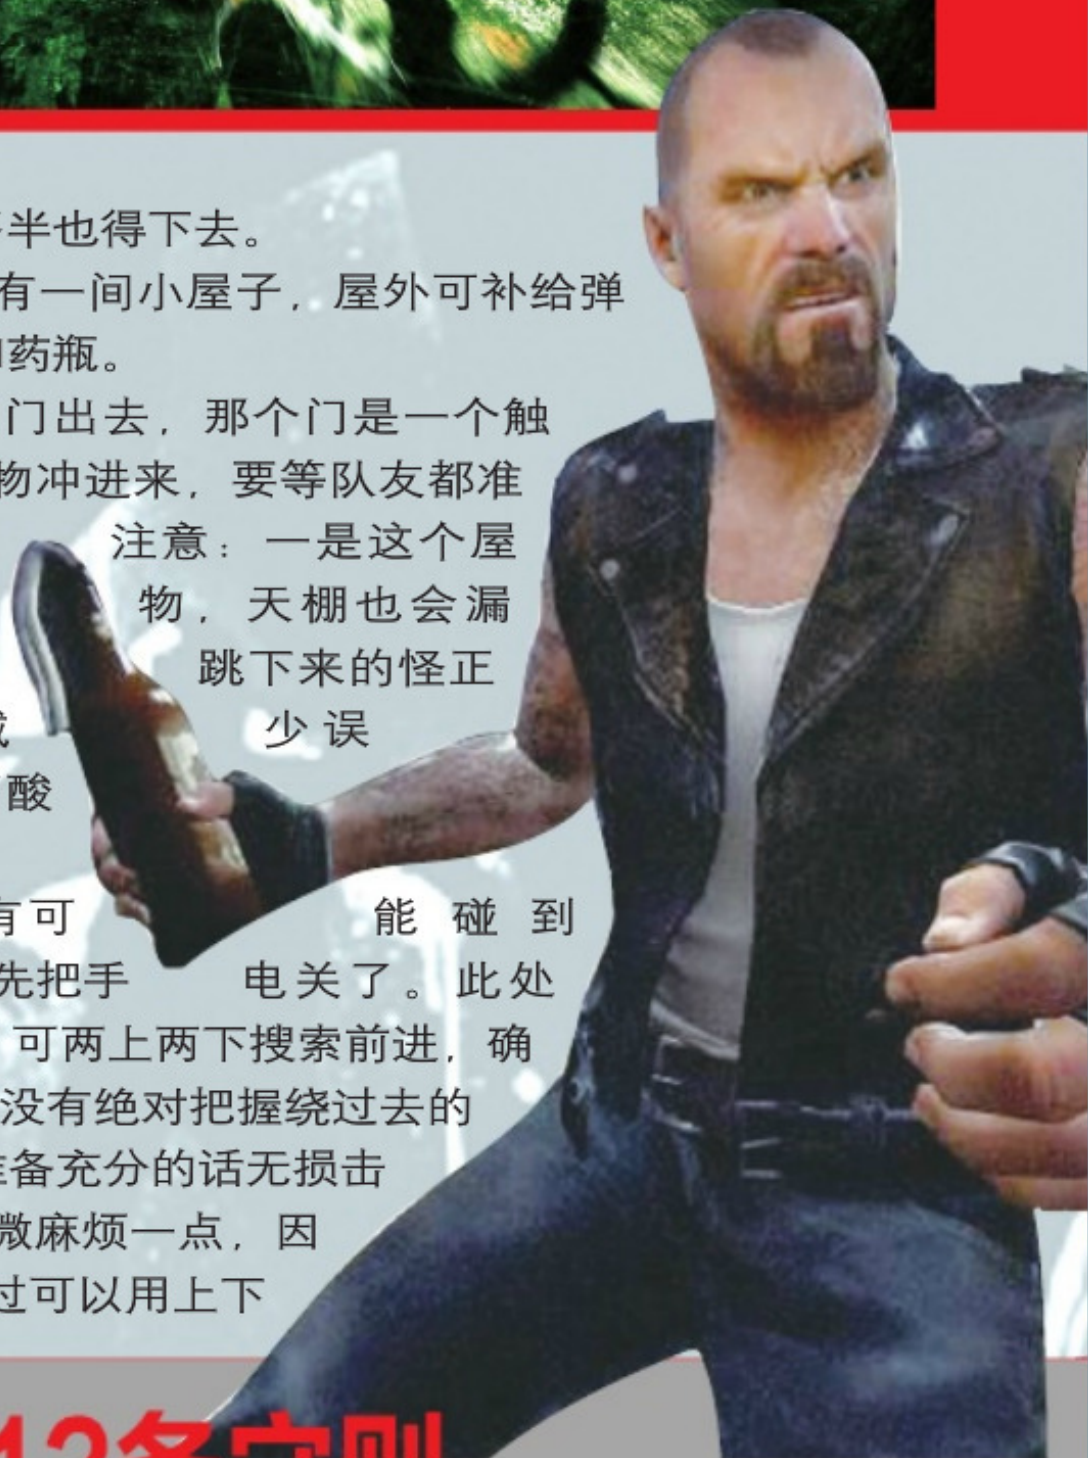 半也得下去。
有一间小屋子，屋外可补给弹
药瓶。
门出去，那个门是一个触
物冲进来，要等队友都准
注意：一是这个屋
物，天棚也会漏
跳下来的怪正
少误
酸
有可能碰到
先把手电关了。此处
可两上两下搜索前进，确
没有绝对把握绕过去的
准备充分的话无损击
微麻烦一点，因
过可以用上下
12条守则